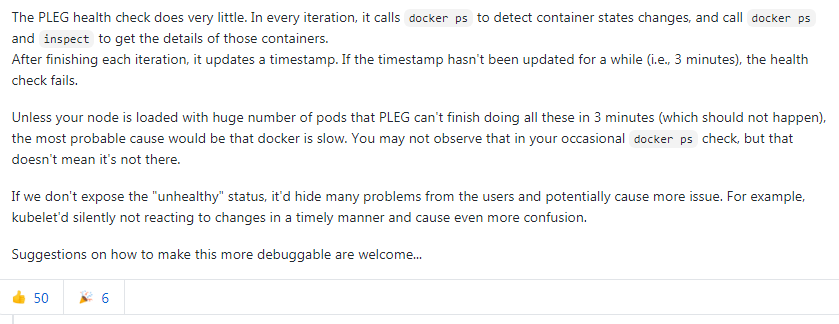 The PLEG health check does very little. In every iteration, it calls docker ps to detect container states changes, and call docker ps
and inspect to get the details of those containers.
After finishing each iteration, it updates a timestamp. If the timestamp hasn't been updated for a while (i.e., 3 minutes), the health
check fails.
Unless your node is loaded with huge number of pods that PLEG can't finish doing all these in 3 minutes (which should not happen),
the most probable cause would be that docker is slow. You may not observe that in your occasional docker ps check, but that
doesn't mean it's not there.
If we don't expose the "unhealthy" status, it'd hide many problems from the users and potentially cause more issue. For example,
kubelet'd silently not reacting to changes in a timely manner and cause even more confusion.
Suggestions on how to make this more debuggable are welcome...
👍 50 🎉 6